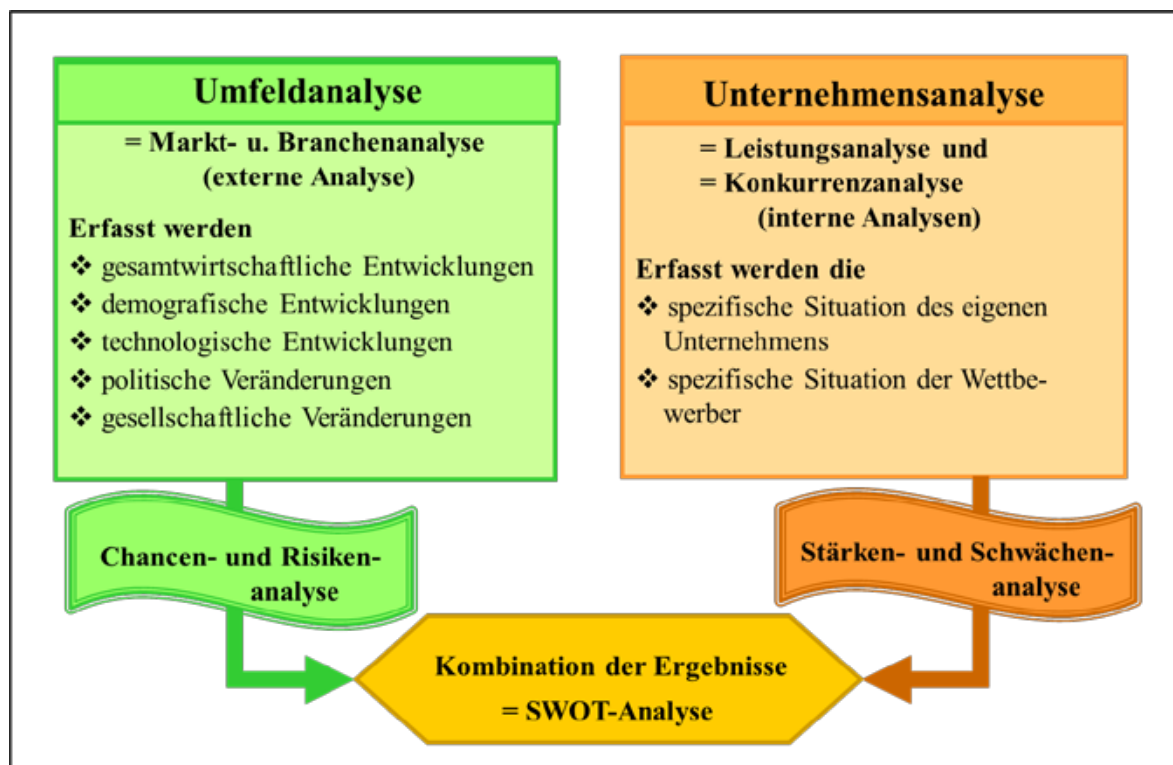 Umfeldanalyse
= Markt- u. Branchenanalyse
(externe Analyse)
Erfasst werden
❖ gesamtwirtschaftliche Entwicklungen
❖ demografische Entwicklungen
❖ technologische Entwicklungen
❖ politische Veränderungen
❖ gesellschaftliche Veränderungen
Chancen- und Risiken-
analyse
Unternehmensanalyse
= Leistungsanalyse und
= Konkurrenzanalyse
(interne Analysen)
Erfasst werden die
❖ spezifische Situation des eigenen
Unternehmens
❖ spezifische Situation der Wettbe-
werber
Stärken- und Schwächen-
analyse
Kombination der Ergebnisse
= SWOT-Analyse